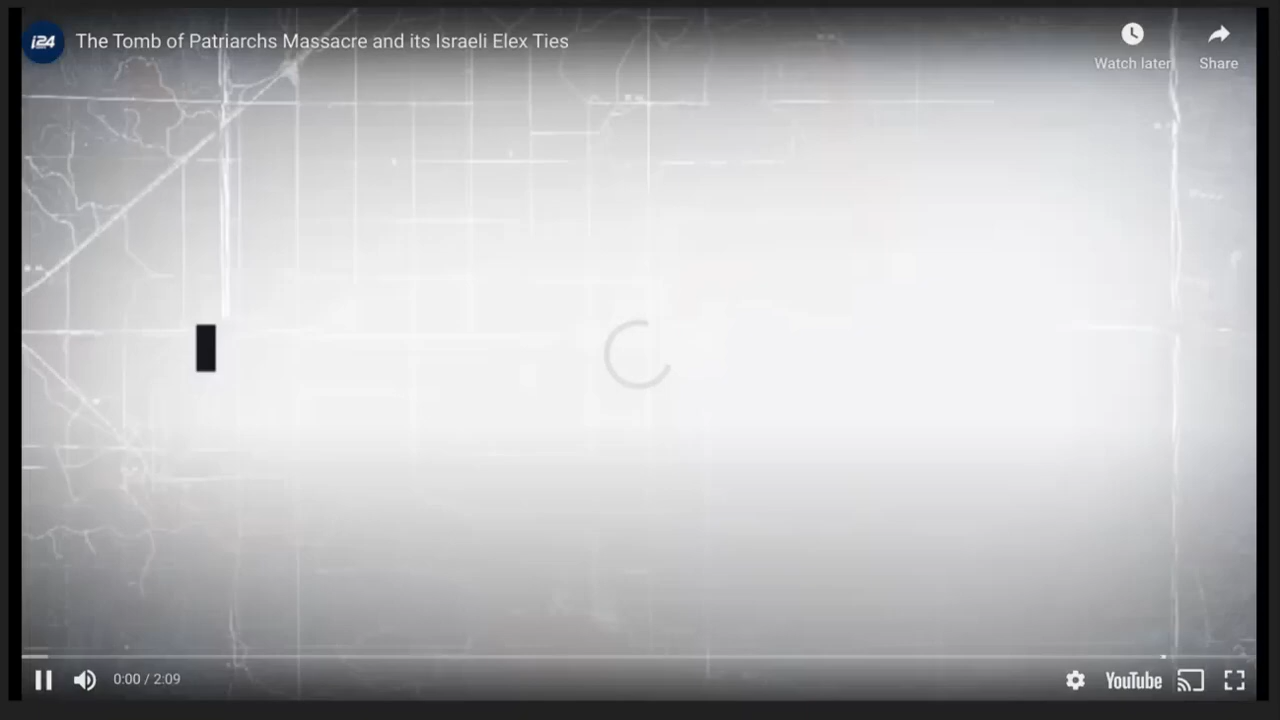 i24 The Tomb of Patriarchs Massacre and its Israeli Elex Ties
Watch later
Share
0:00 / 2:09
YouTube